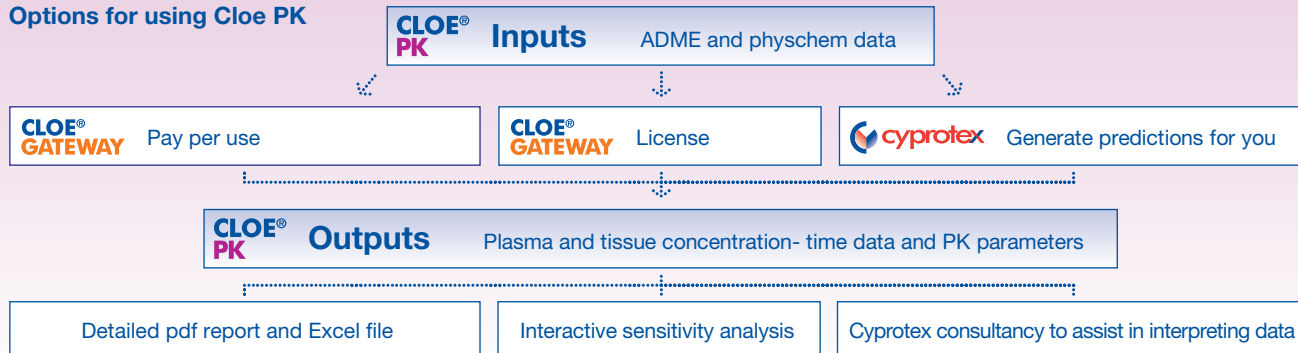 Options for using Cloe PK
CLOE® PK Inputs ADME and physchem data
CLOE® GATEWAY Pay per use
CLOE® GATEWAY License
cyprotex Generate predictions for you
CLOE® PK Outputs Plasma and tissue concentration- time data and PK parameters
Detailed pdf report and Excel file
Interactive sensitivity analysis
Cyprotex consultancy to assist in interpreting data